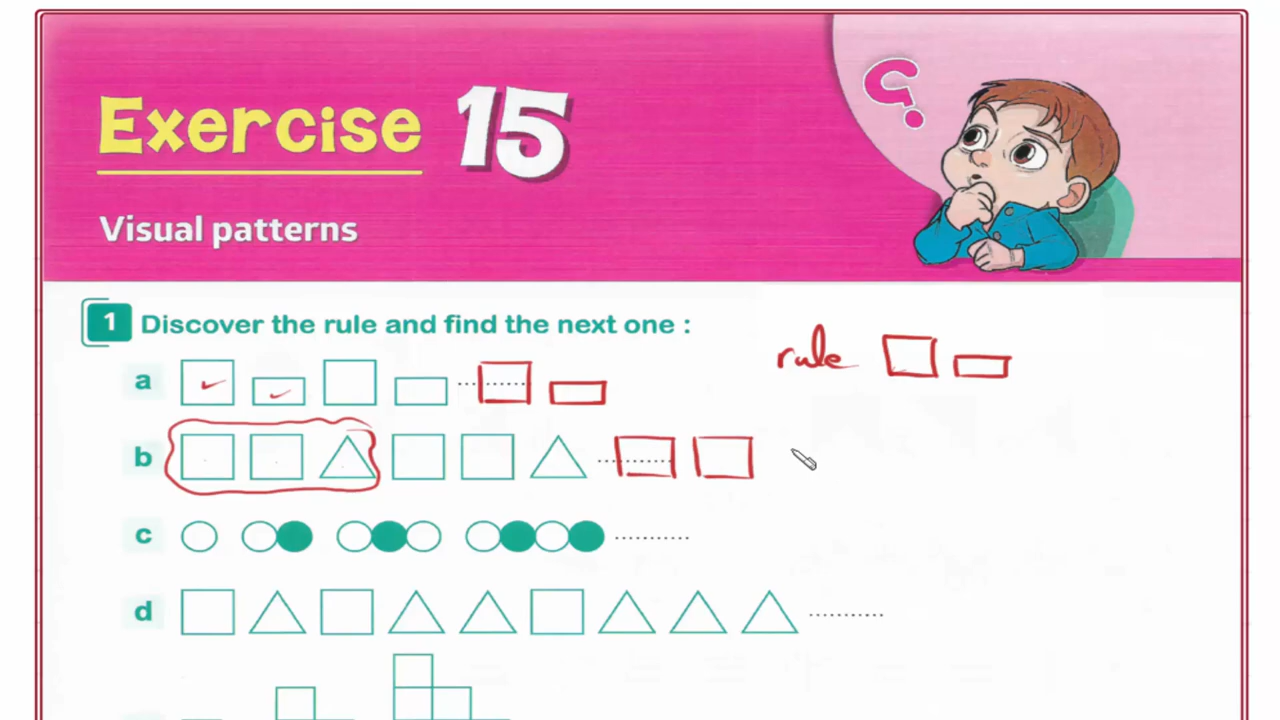 Exercise 15
Visual patterns
1 Discover the rule and find the next one :
rule
a
b
c
d